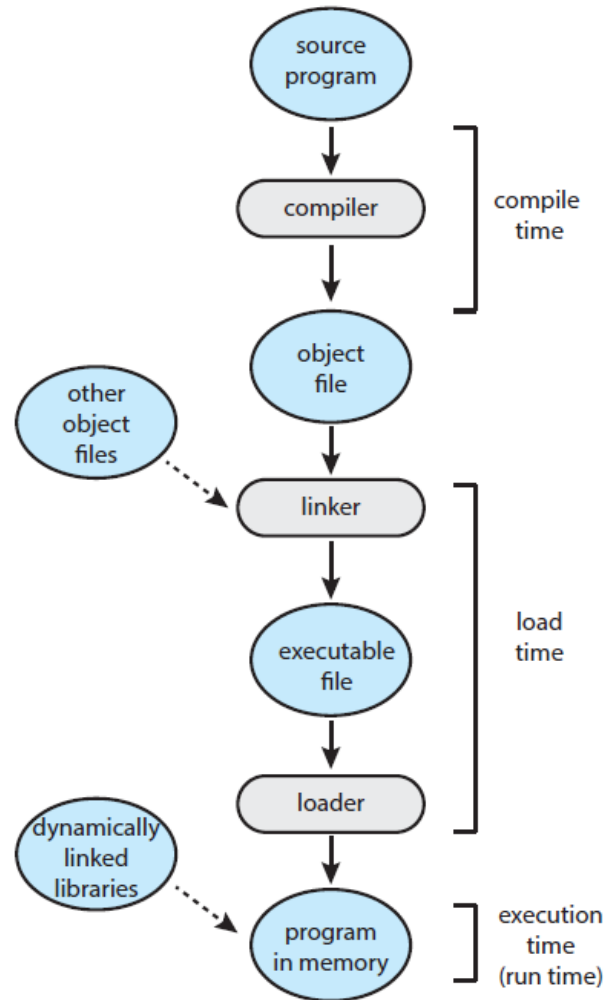 source
program
compiler
compile
time
object
file
other
object
files
linker
load
time
executable
file
loader
dynamically
linked
libraries
program
in memory
execution
time
(run time)